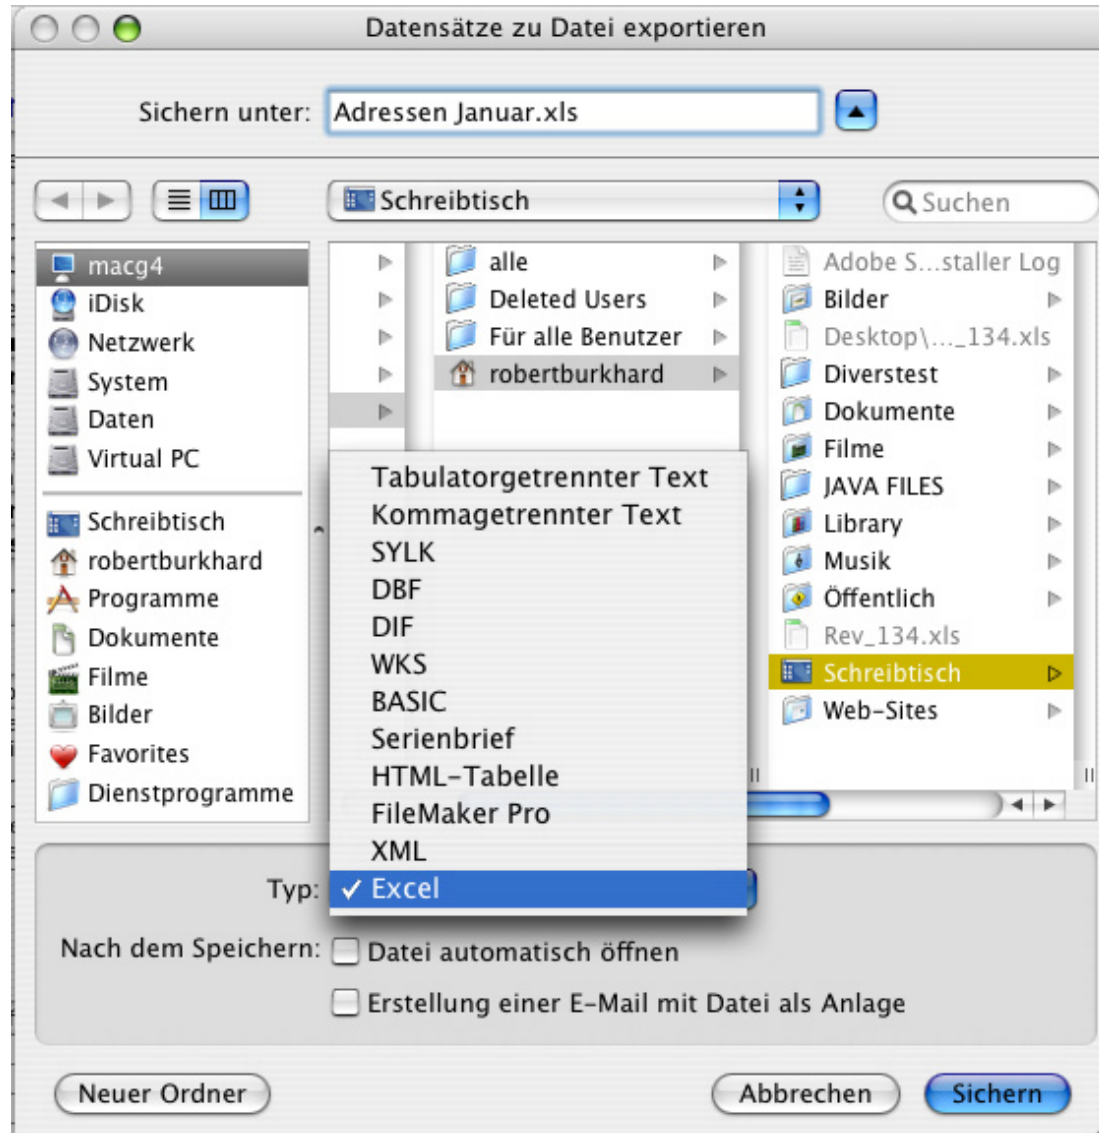 Datensätze zu Datei exportieren
Sichern unter: Adressen Januar.xls
Schreibtisch
Suchen
macg4
iDisk
Netzwerk
System
Daten
Virtual PC
Schreibtisch
robertburkhard
Programme
Dokumente
Filme
Bilder
Favorites
Dienstprogramme
alle
Deleted Users
Für alle Benutzer
robertburkhard
Adobe S...staller Log
Bilder
Desktop\..._134.xls
Diverstest
Dokumente
Filme
JAVA FILES
Library
Musik
Öffentlich
Rev_134.xls
Schreibtisch
Web-Sites
Tabulatorgetrennter Text
Kommagetrennter Text
SYLK
DBF
DIF
WKS
BASIC
Serienbrief
HTML-Tabelle
FileMaker Pro
XML
Typ: ✓ Excel
Nach dem Speichern: Datei automatisch öffnen
Erstellung einer E-Mail mit Datei als Anlage
Neuer Ordner
Abbrechen
Sichern